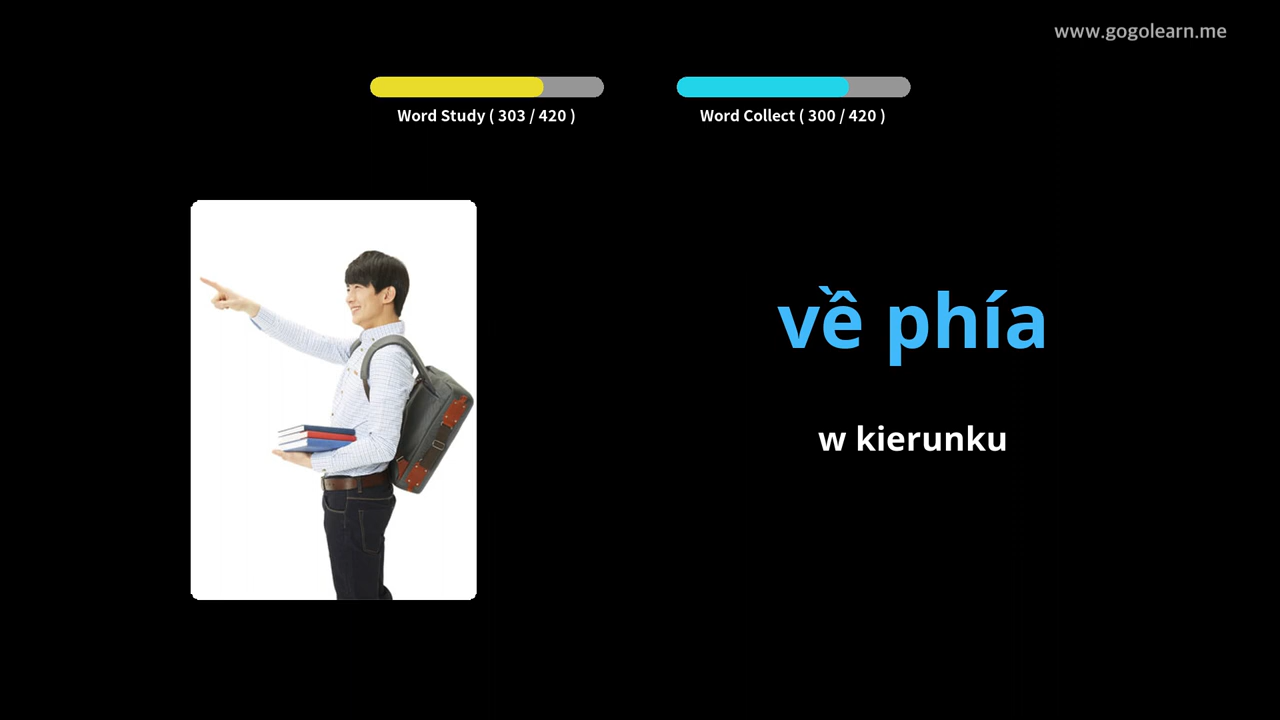 www.gogolearn.me
Word Study ( 303 / 420 )
Word Collect ( 300 / 420 )
về phía
w kierunku